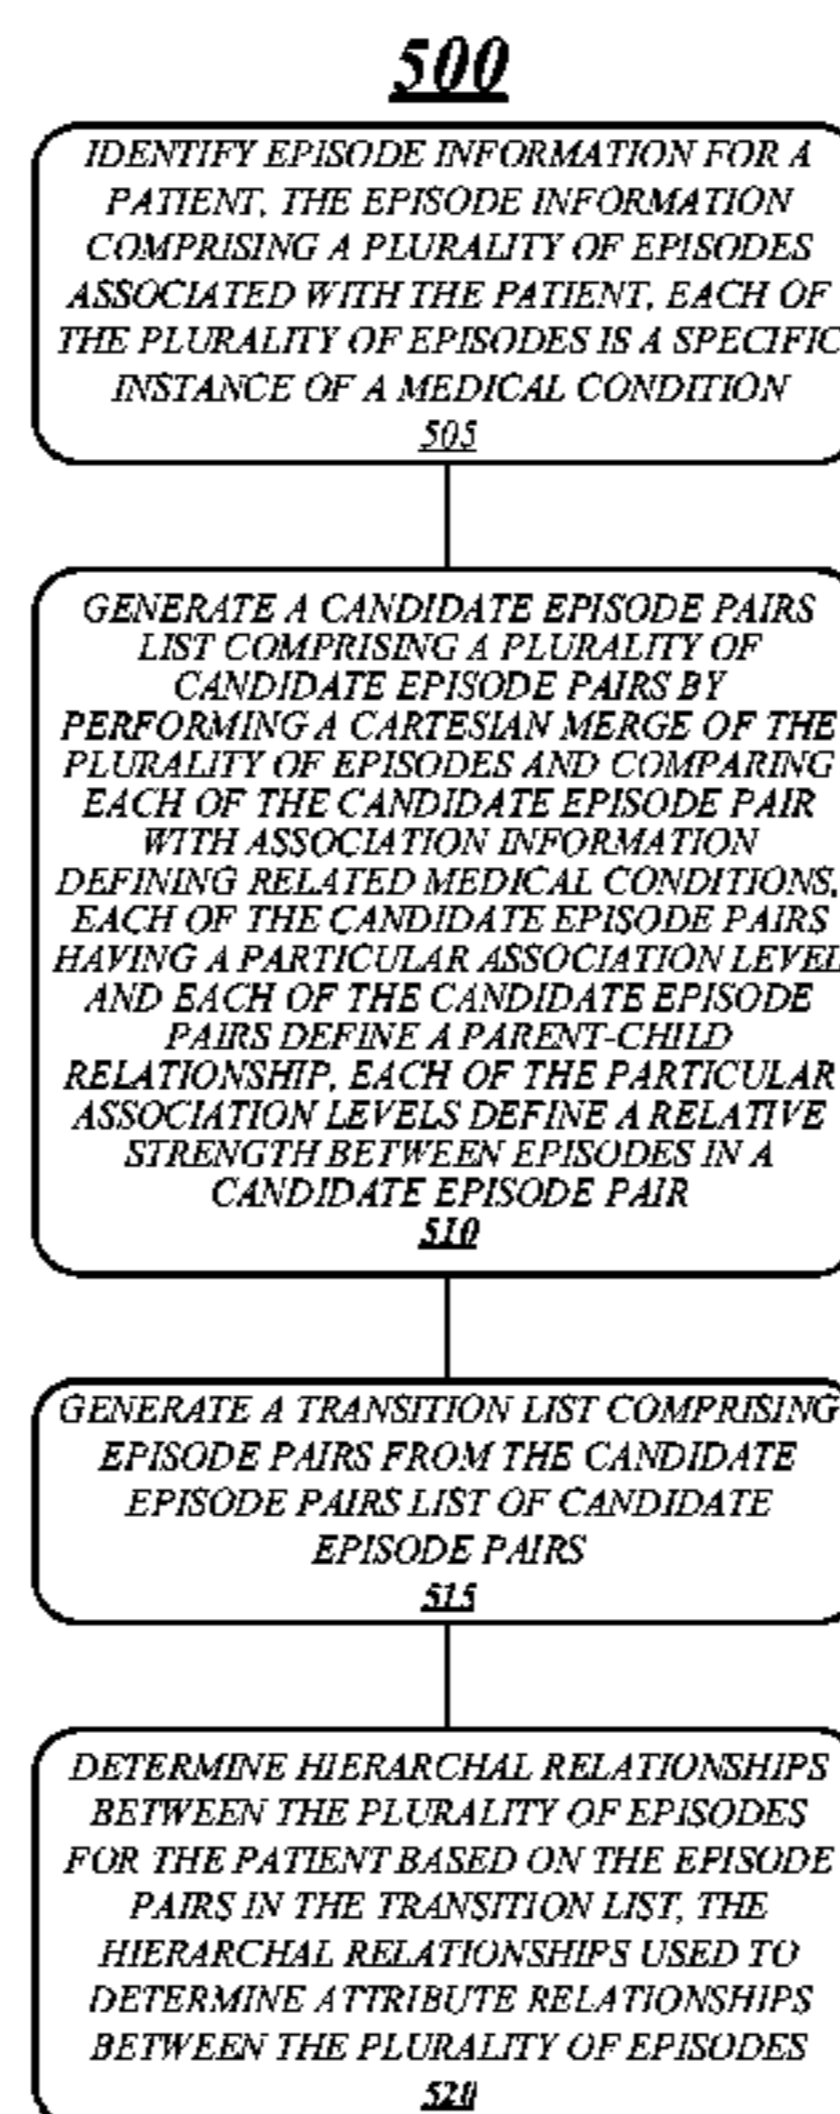 500
IDENTIFY EPISODE INFORMATION FOR A
PATIENT, THE EPISODE INFORMATION
COMPRISING A PLURALITY OF EPISODES
ASSOCIATED WITH THE PATIENT, EACH OF
THE PLURALITY OF EPISODES IS A SPECIFIC
INSTANCE OF A MEDICAL CONDITION
505
GENERATE A CANDIDATE EPISODE PAIRS
LIST COMPRISING A PLURALITY OF
CANDIDATE EPISODE PAIRS BY
PERFORMING A CARTESIAN MERGE OF THE
PLURALITY OF EPISODES AND COMPARING
EACH OF THE CANDIDATE EPISODE PAIR
WITH ASSOCIATION INFORMATION
DEFINING RELATED MEDICAL CONDITIONS,
EACH OF THE CANDIDATE EPISODE PAIRS
HAVING A PARTICULAR ASSOCIATION LEVEL
AND EACH OF THE CANDIDATE EPISODE
PAIRS DEFINE A PARENT-CHILD
RELATIONSHIP, EACH OF THE PARTICULAR
ASSOCIATION LEVELS DEFINE A RELATIVE
STRENGTH BETWEEN EPISODES IN A
CANDIDATE EPISODE PAIR
510
GENERATE A TRANSITION LIST COMPRISING
EPISODE PAIRS FROM THE CANDIDATE
EPISODE PAIRS LIST OF CANDIDATE
EPISODE PAIRS
515
DETERMINE HIERARCHAL RELATIONSHIPS
BETWEEN THE PLURALITY OF EPISODES
FOR THE PATIENT BASED ON THE EPISODE
PAIRS IN THE TRANSITION LIST, THE
HIERARCHAL RELATIONSHIPS USED TO
DETERMINE ATTRIBUTE RELATIONSHIPS
BETWEEN THE PLURALITY OF EPISODES
520